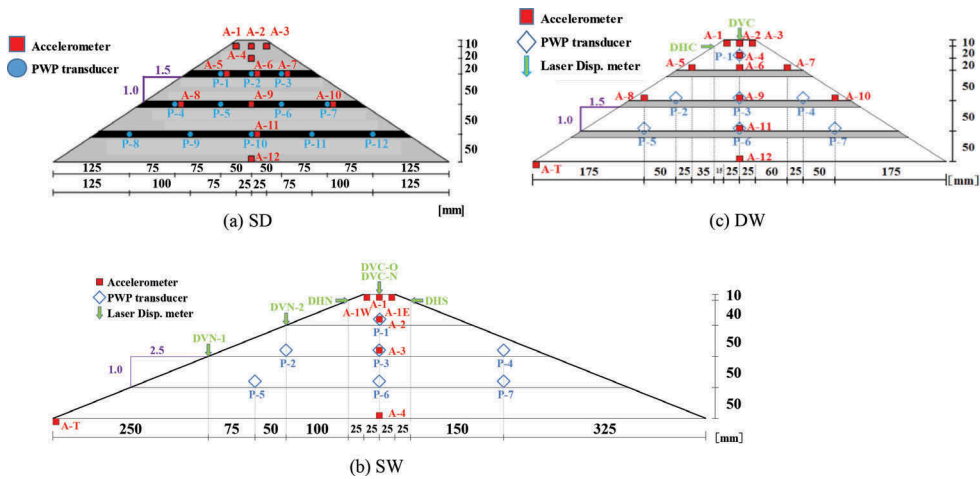 Accelerometer
PWP transducer
A-1 A-2 A-3
A-4
A-5 A-6 A-7
P-1 P-2 P-3
1.5
1.0
A-8 A-9 A-10
P-4 P-5 P-6 P-7
A-11
P-8 P-9 P-10 P-11 P-12
A-12
10
20
20
50
50
125 75 75 50 50 75 75 125
125 100 75 25 25 75 100 125
[mm]
(a) SD
Accelerometer
PWP transducer
Laser Disp. meter
DVC
A-1 A-2 A-3
DHC
P-1 A-4
A-5 A-6 A-7
A-8 A-9 A-10
1.5
P-2 P-3 P-4
1.0
A-11
P-5 P-6 P-7
A-12
A-T
10
20
20
50
50
50
175 50 25 35 25 25 60 25 50 175
[mm]
(c) DW
Accelerometer
PWP transducer
Laser Disp. meter
DVC-O
DVC-N
DHN DHS
A-1
A-1W A-1E
DVN-2 A-2
P-1
DVN-1
2.5
A-3
1.0
P-2 P-3 P-4
P-5 P-6 P-7
A-4
A-T
10
40
50
50
50
250 75 50 100 25 25 25 25 150 325
[mm]
(b) SW